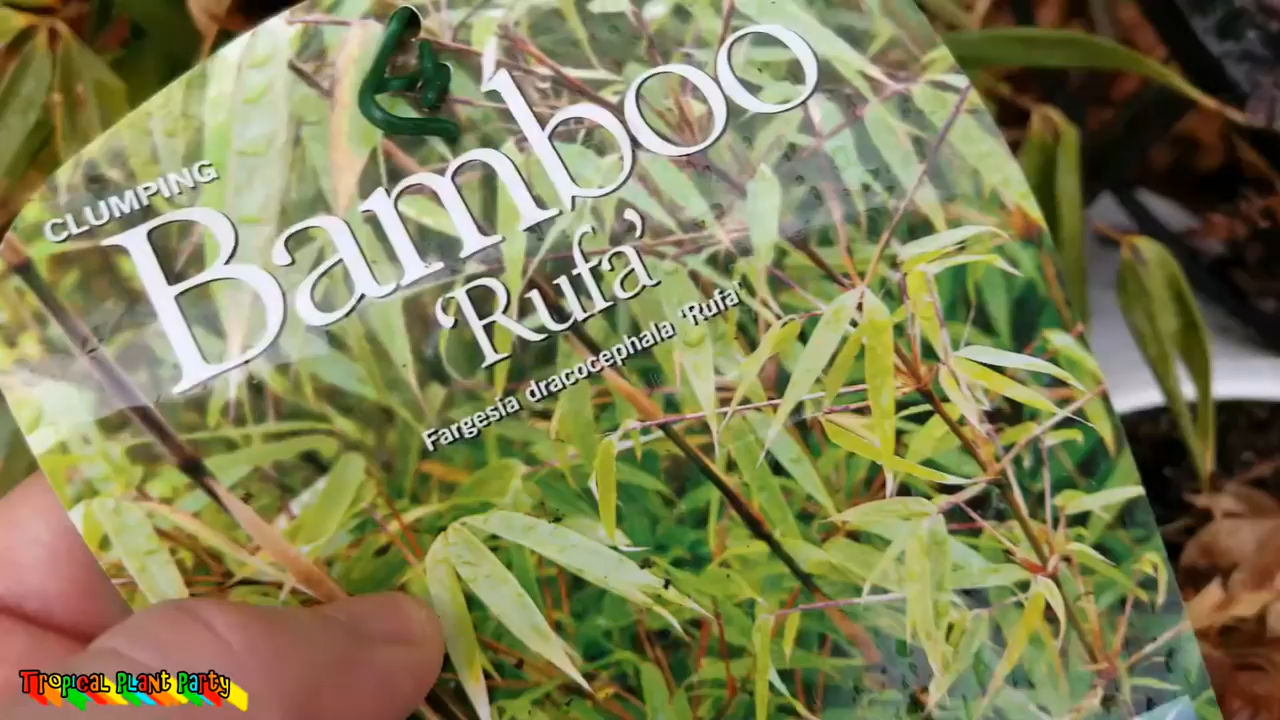 CLUMPING
Bamboo
‘Rufa’
Fargesia dracocephala ‘Rufa’
Tropical Plant Party